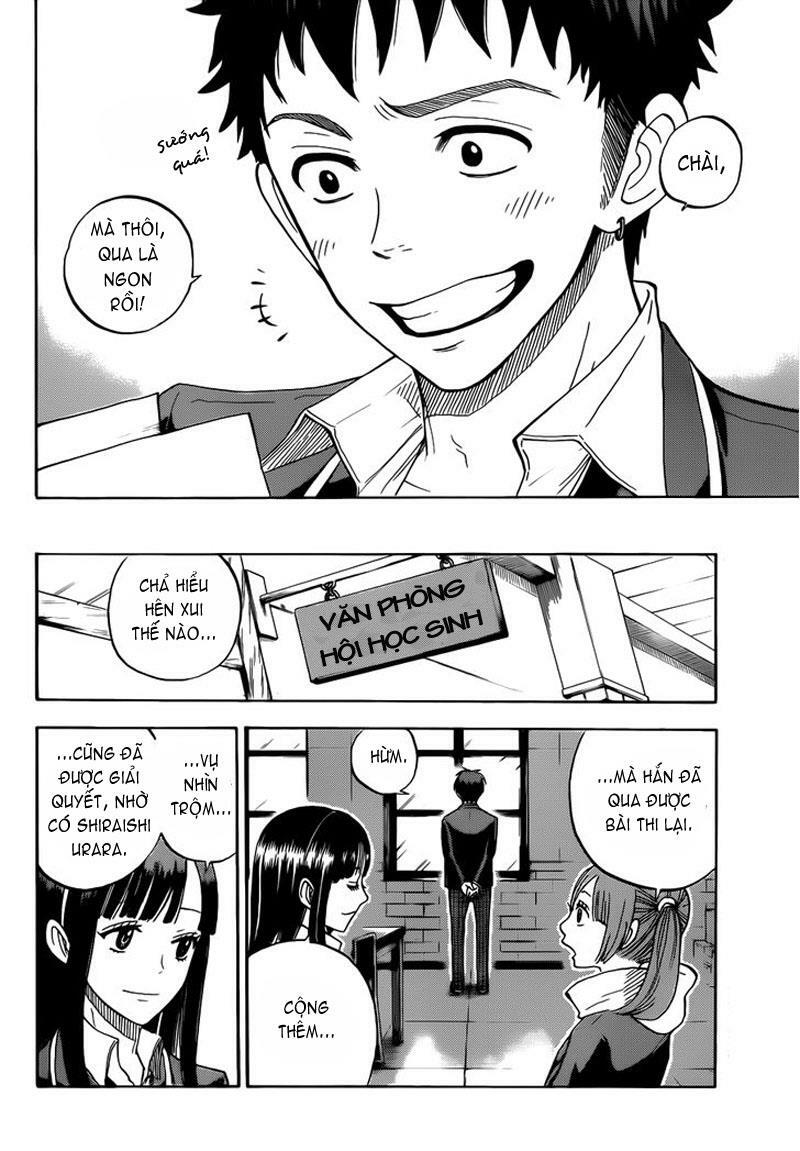 CHÀI,
sướng
quá!
MÀ THÔI,
QUA LÀ
NGON
RỒI!
VĂN PHÒNG
HỘI HỌC SINH
CHẢ HIỂU
HÊN XUI
THẾ NÀO...
...MÀ HẮN ĐÃ
QUA ĐƯỢC
BÀI THI LẠI.
HỪM.
CỘNG
THÊM...
...VỤ
NHÌN
TRỘM...
...CŨNG ĐÃ
ĐƯỢC GIẢI
QUYẾT, NHỜ
CÓ SHIRAISHI
URARA.